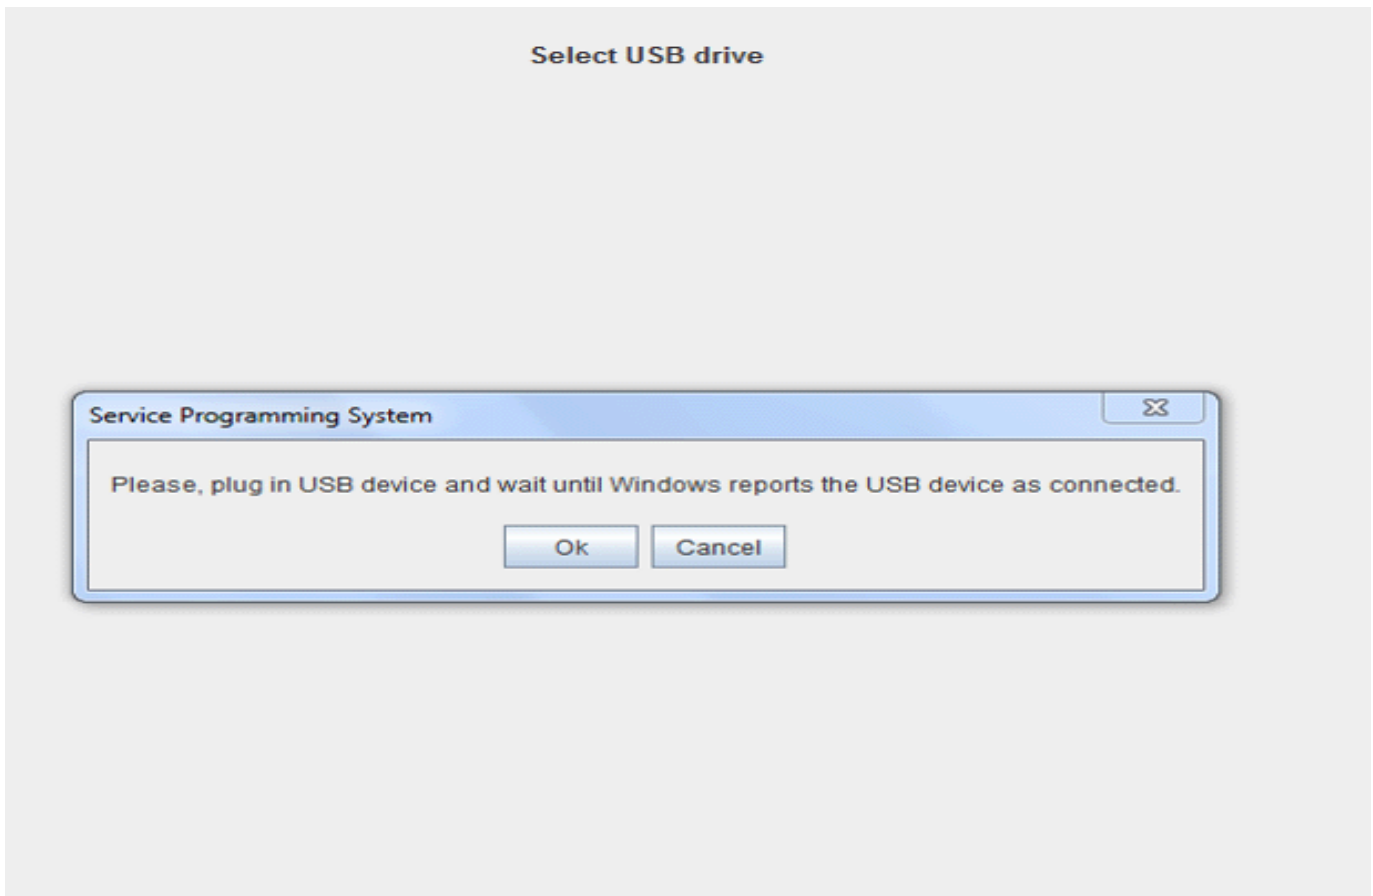 Select USB drive
Service Programming System
Please, plug in USB device and wait until Windows reports the USB device as connected.
Ok
Cancel